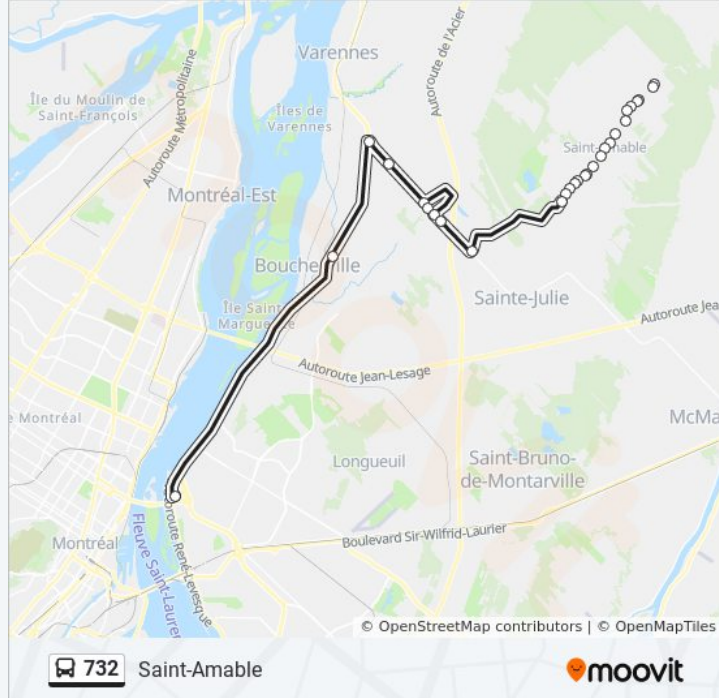 Varennes
Autoroute de l'Acier
Île du Moulin de
Saint-François
Autoroute Métropolitaine
Îles de
Varennes
Saint-Amable
Montréal-Est
Boucherville
Île Sainte
Marguerite
Sainte-Julie
Autoroute Jea
Autoroute Jean-Lesage
e Montréal
McMa
Longueuil
Saint-Bruno-
de-Montarville
Autoroute René-Levesque
Boulevard Sir-Wilfrid-Laurier
Montréal
Fleuve Saint-Laurent
© OpenStreetMap contributors | © OpenMapTiles
732 Saint-Amable
moovit